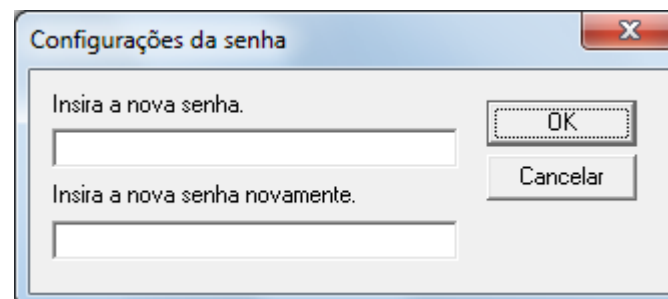 Configurações da senha
Insira a nova senha.
OK
Cancelar
Insira a nova senha novamente.